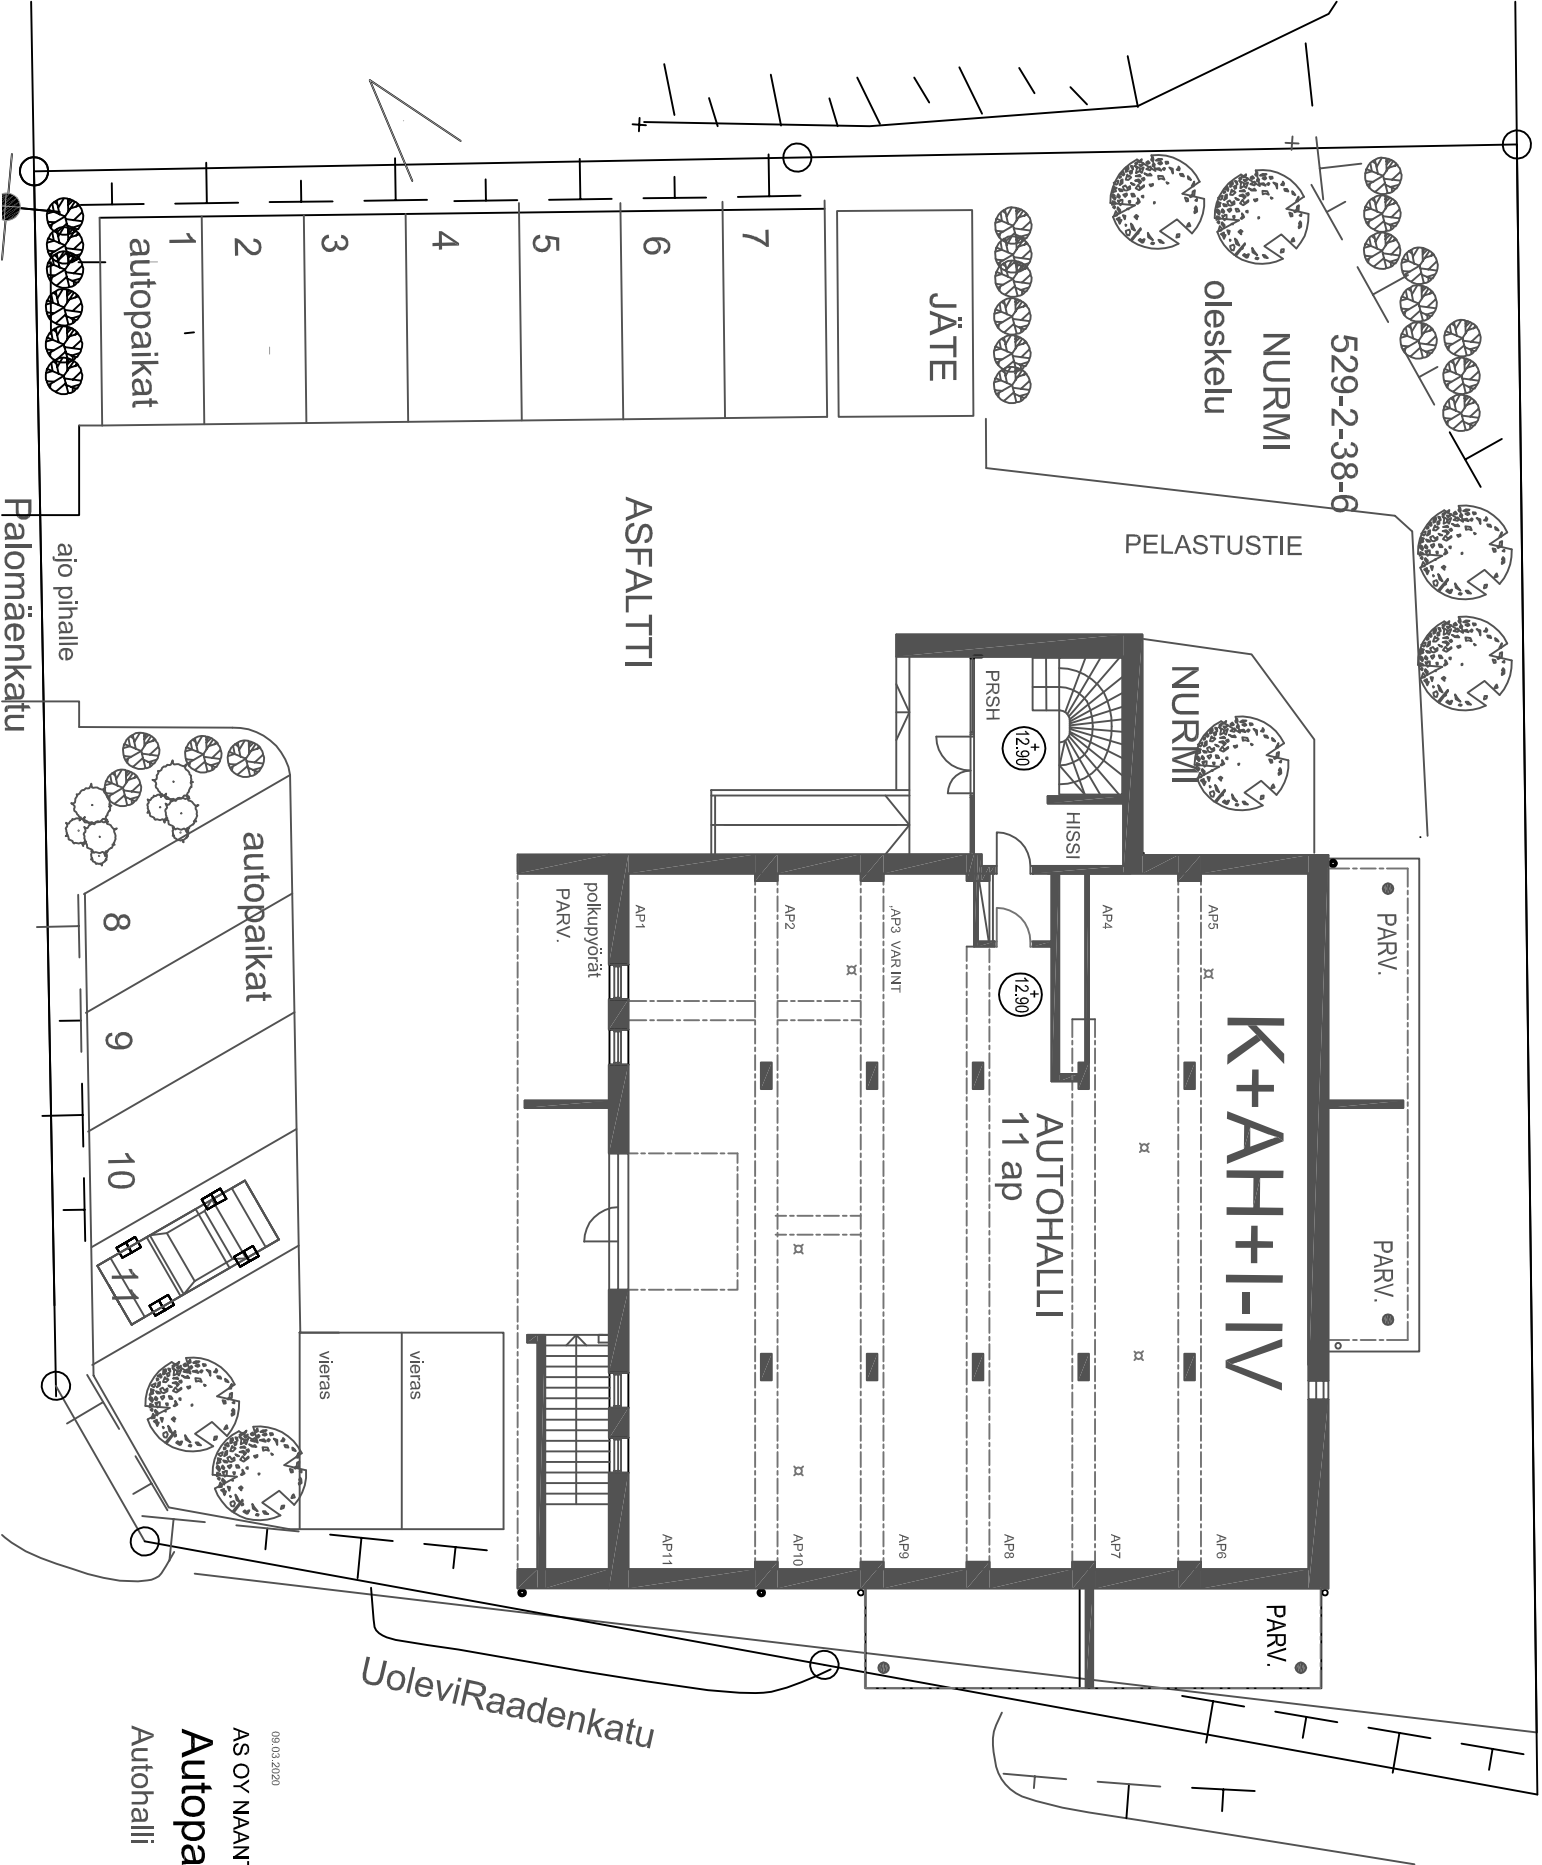 529-2-38-6
NURMI
oleskelu
JÄTE
7
6
5
4
3
2
1
autopaikat
PELASTUSTIE
ASFALTTI
ajo pihalle
Palomäenkatu
NURMI
PRSH
+
12.90
HISSI
PARV.
PARV.
AP5
AP4
,AP3 VAR INT
AP2
AP1
polkupyörät
PARV.
+
12.90
K+AH+I-IV
AUTOHALLI
11 ap
autopaikat
8
9
10
11
vieras
vieras
AP6
AP7
AP8
AP9
AP10
AP11
PARV.
UoleviRaadenkatu
09.03.2020
AS OY NAANT
Autopa
Autohalli